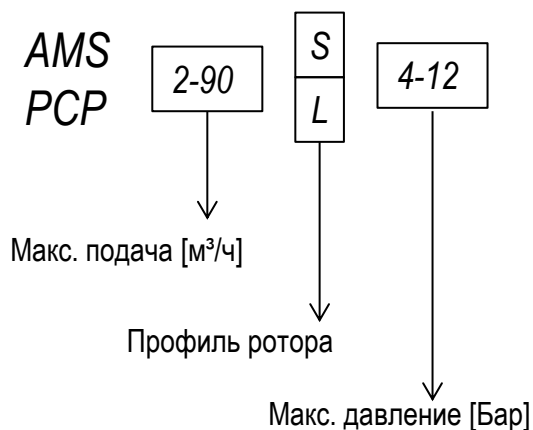 AMS
PCP
2-90
S
L
4-12
Макс. подача [м³/ч]
Профиль ротора
Макс. давление [Бар]